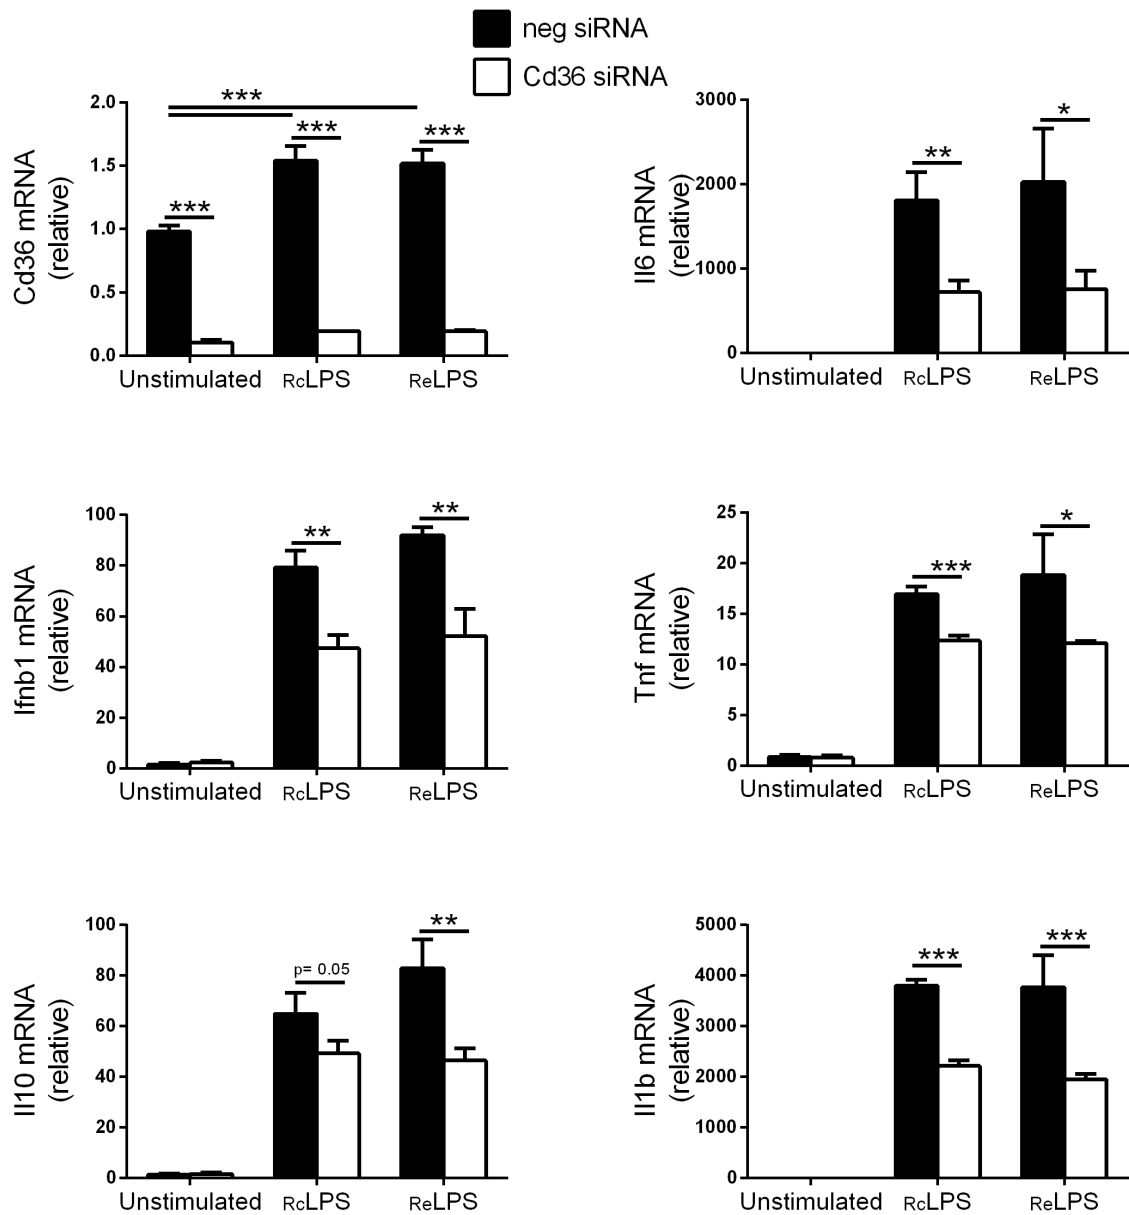 neg siRNA
Cd36 siRNA
Cd36 mRNA
(relative)
2.0
1.5
1.0
0.5
0.0
***
***
***
***
Unstimulated
RcLPS
ReLPS
Il6 mRNA
(relative)
3000
2000
1000
0
**
*
Unstimulated
RcLPS
ReLPS
Ifnb1 mRNA
(relative)
100
80
60
40
20
0
**
**
Unstimulated
RcLPS
ReLPS
Tnf mRNA
(relative)
25
20
15
10
5
0
***
*
Unstimulated
RcLPS
ReLPS
Il10 mRNA
(relative)
100
80
60
40
20
0
p= 0.05
**
Unstimulated
RcLPS
ReLPS
Il1b mRNA
(relative)
5000
4000
3000
2000
1000
0
***
***
Unstimulated
RcLPS
ReLPS